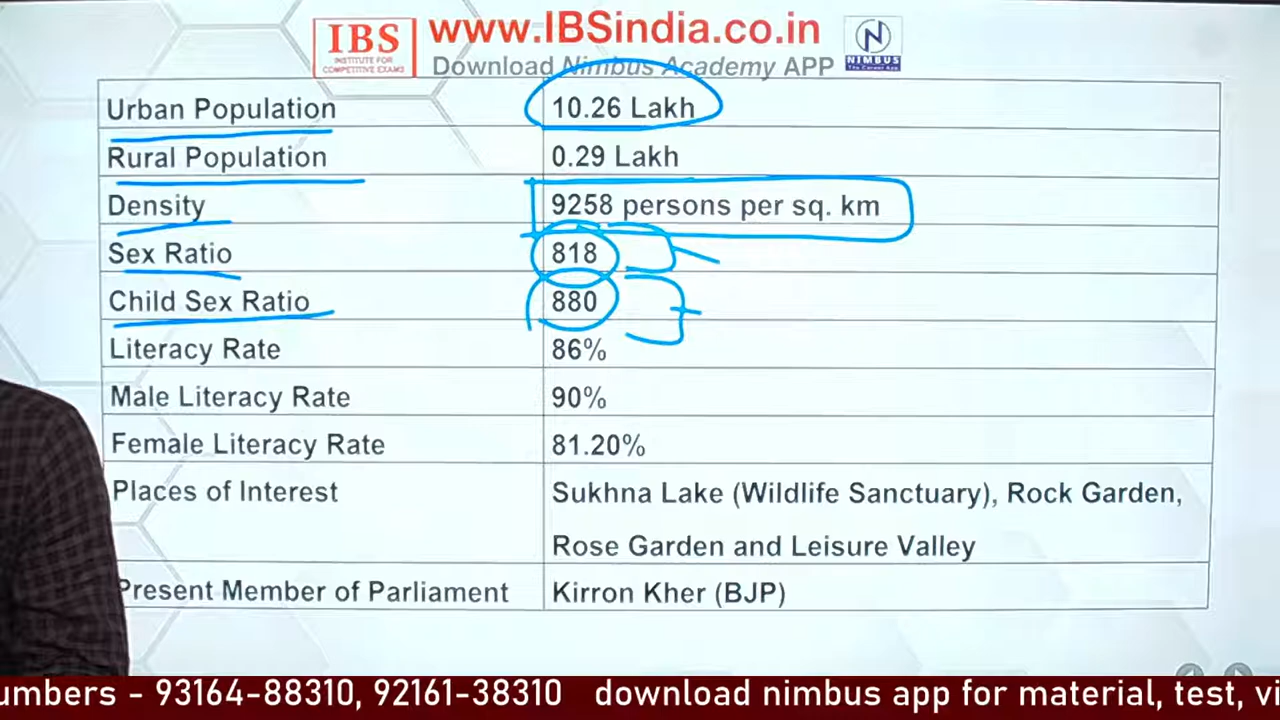 IBS
INSTITUTE FOR
COMPETITIVE EXAMS
www.IBSindia.co.in
Download Nimbus Academy APP
N
NIMBUS
The Career App
Urban Population 10.26 Lakh
Rural Population 0.29 Lakh
Density 9258 persons per sq. km
Sex Ratio 818
Child Sex Ratio 880
Literacy Rate 86%
Male Literacy Rate 90%
Female Literacy Rate 81.20%
Places of Interest Sukhna Lake (Wildlife Sanctuary), Rock Garden,
Rose Garden and Leisure Valley
Present Member of Parliament Kirron Kher (BJP)
umbers - 93164-88310, 92161-38310 download nimbus app for material, test, vi